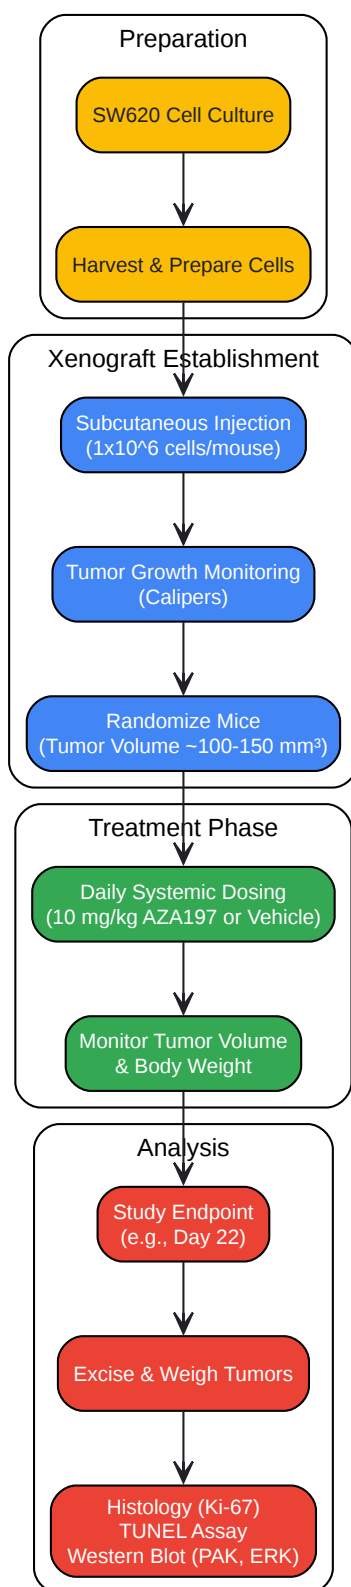 Preparation
SW620 Cell Culture
Harvest & Prepare Cells
Xenograft Establishment
Subcutaneous Injection
(1x10^6 cells/mouse)
Tumor Growth Monitoring
(Calipers)
Randomize Mice
(Tumor Volume ~100-150 mm³)
Treatment Phase
Daily Systemic Dosing
(10 mg/kg AZA197 or Vehicle)
Monitor Tumor Volume
& Body Weight
Analysis
Study Endpoint
(e.g., Day 22)
Excise & Weigh Tumors
Histology (Ki-67)
TUNEL Assay
Western Blot (PAK, ERK)